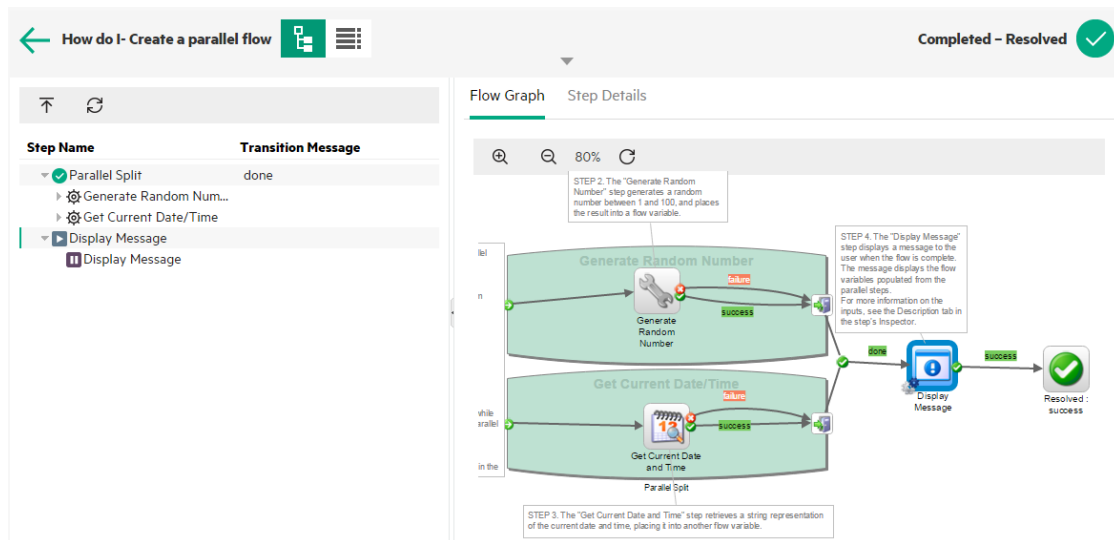 How do I- Create a parallel flow
Completed – Resolved
Step Name
Transition Message
Parallel Split
done
Generate Random Num...
Get Current Date/Time
Display Message
Display Message
Flow Graph
Step Details
80%
STEP 2. The "Generate Random
Number" step generates a random
number between 1 and 100, and places
the result into a flow variable.
Generate Random Number
failure
success
Generate
Random
Number
STEP 4. The "Display Message"
step displays a message to the
user when the flow is complete.
The message displays the flow
variables populated from the
parallel steps.
For more information on the
inputs, see the Description tab in
the step's Inspector.
done
success
Display
Message
Resolved :
success
Get Current Date/Time
failure
success
while
in the
Get Current Date
and Time
Parallel Split
STEP 3. The "Get Current Date and Time" step retrieves a string representation
of the current date and time, placing it into another flow variable.